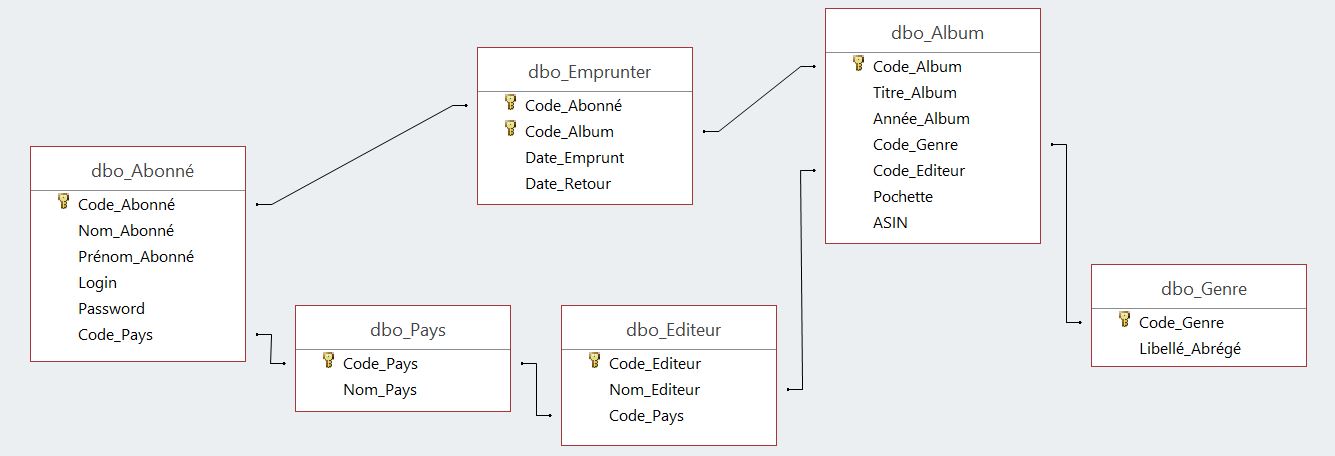 dbo_Abonné
Code_Abonné
Nom_Abonné
Prénom_Abonné
Login
Password
Code_Pays
dbo_Pays
Code_Pays
Nom_Pays
dbo_Emprunter
Code_Abonné
Code_Album
Date_Emprunt
Date_Retour
dbo_Editeur
Code_Editeur
Nom_Editeur
Code_Pays
dbo_Album
Code_Album
Titre_Album
Année_Album
Code_Genre
Code_Editeur
Pochette
ASIN
dbo_Genre
Code_Genre
Libellé_Abrégé